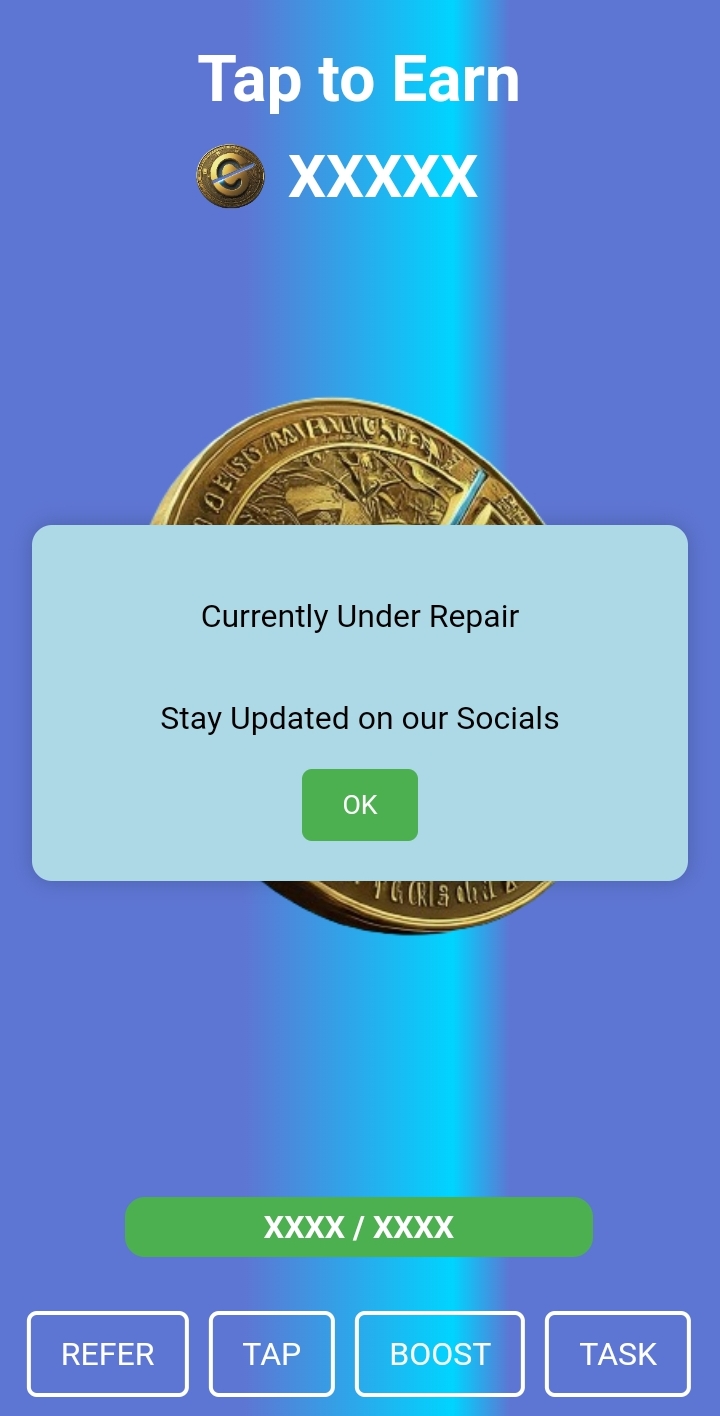 Tap to Earn
XXXXX
Currently Under Repair
Stay Updated on our Socials
OK
XXXX / XXXX
REFER
TAP
BOOST
TASK